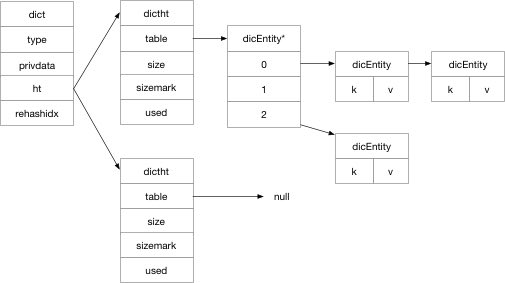 dict
type
privdata
ht
rehashidx
dictht
table
size
sizemark
used
dicEntity*
0
1
2
dicEntity
k v
dicEntity
k v
dicEntity
k v
dictht
table
null
size
sizemark
used